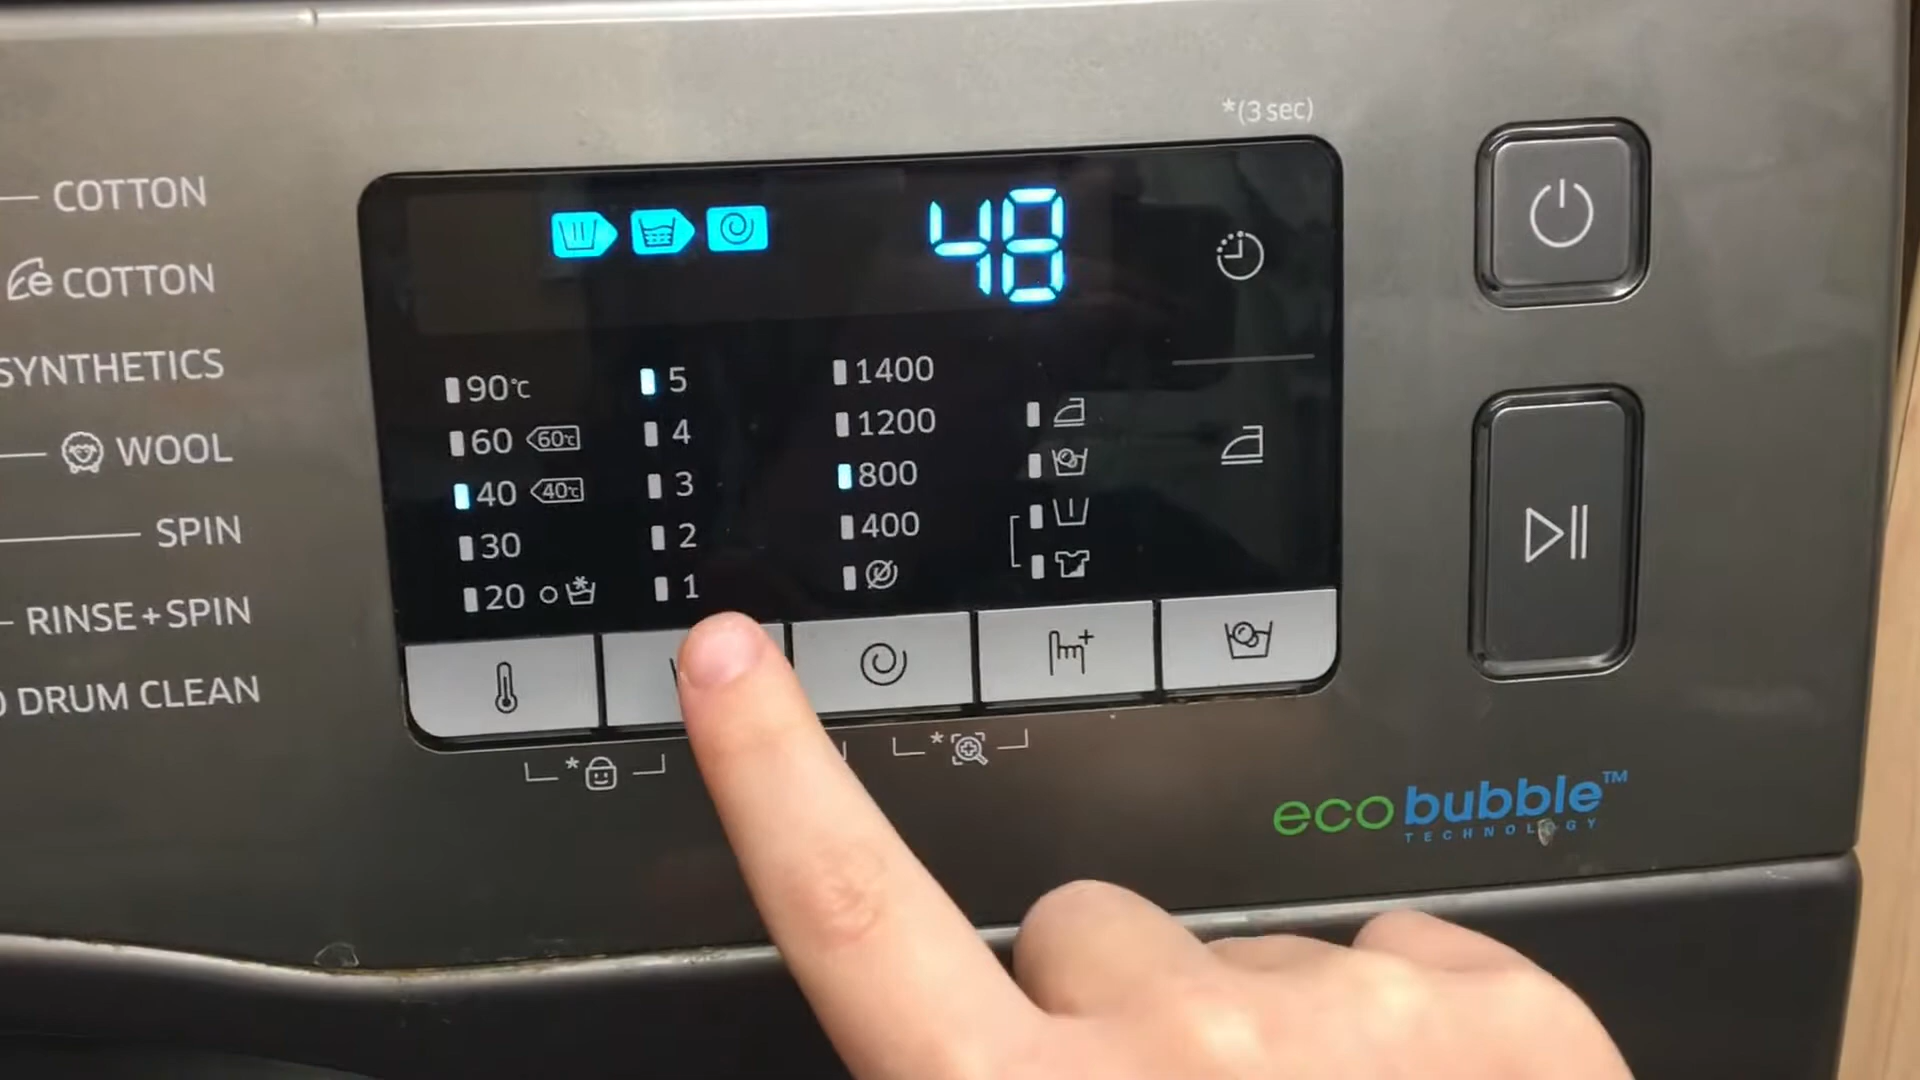 *(3 sec)
COTTON
COTTON
SYNTHETICS
WOOL
SPIN
RINSE + SPIN
DRUM CLEAN
48
90℃
60 60℃
40 40℃
30
20
5
4
3
2
1
1400
1200
800
400
*
*
eco bubble™
TECHNOLOGY